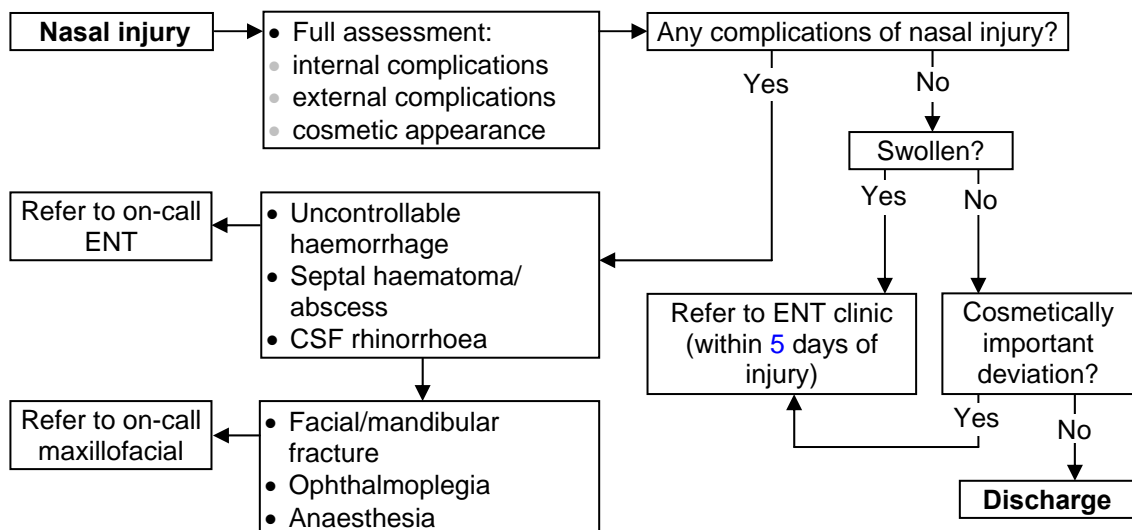 Nasal injury
• Full assessment:
• internal complications
• external complications
• cosmetic appearance
Any complications of nasal injury?
Yes
No
Swollen?
Yes
No
Refer to on-call
ENT
• Uncontrollable
haemorrhage
• Septal haematoma/
abscess
• CSF rhinorrhoea
Refer to ENT clinic
(within 5 days of
injury)
Cosmetically
important
deviation?
Yes
No
Refer to on-call
maxillofacial
• Facial/mandibular
fracture
• Ophthalmoplegia
• Anaesthesia
Discharge